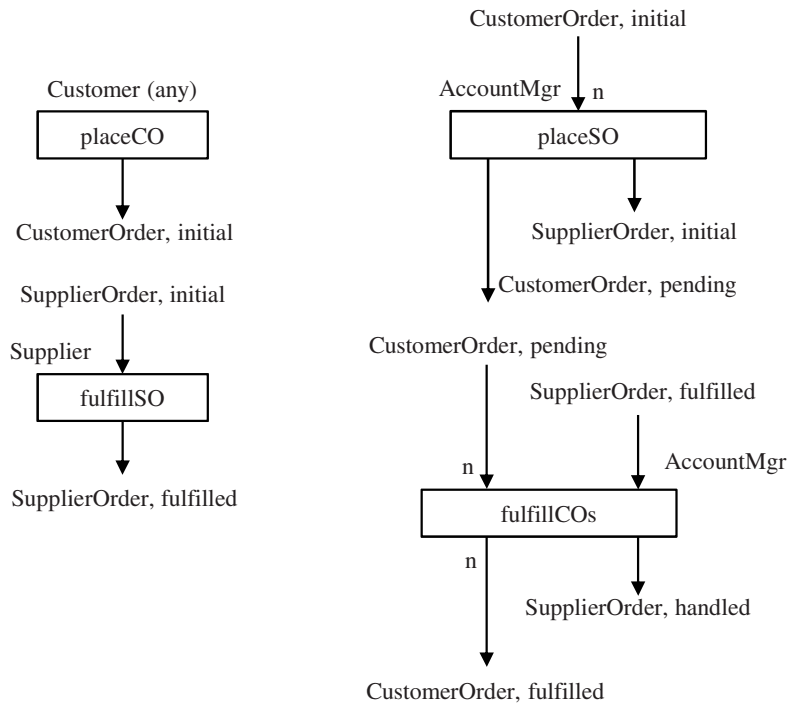 Customer (any)
placeCO
CustomerOrder, initial
SupplierOrder, initial
Supplier
fulfillSO
SupplierOrder, fulfilled
CustomerOrder, initial
AccountMgr
n
placeSO
SupplierOrder, initial
CustomerOrder, pending
CustomerOrder, pending
SupplierOrder, fulfilled
n
AccountMgr
fulfillCOs
n
SupplierOrder, handled
CustomerOrder, fulfilled